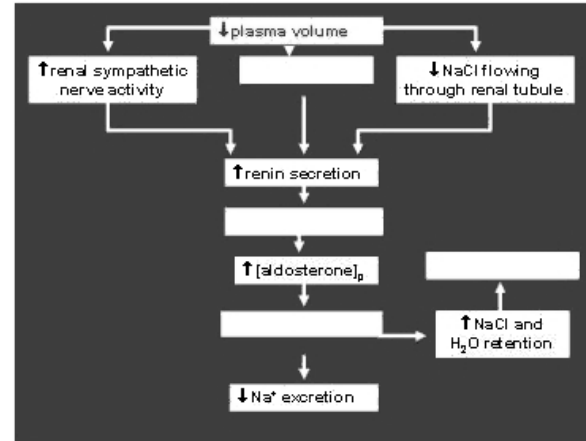 ↓plasma volume
↑renal sympathetic
nerve activity
↓NaCl flowing
through renal tubule
↑renin secretion
↑[aldosterone]p
↑NaCl and
H₂O retention
↓Na⁺ excretion